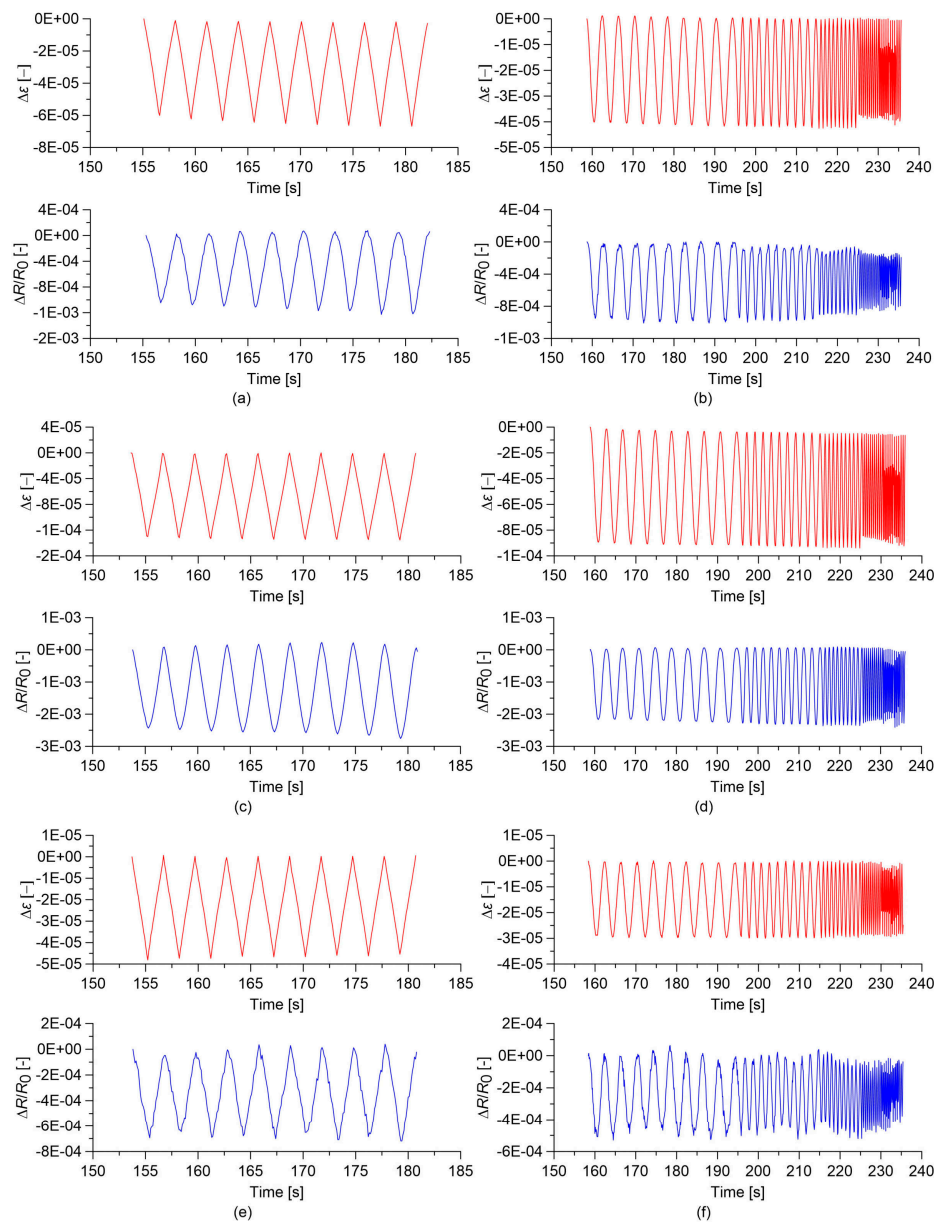 0E+00
-2E-05
-4E-05
-6E-05
-8E-05
Δε [−]
150 155 160 165 170 175 180 185
Time [s]
0E+00
-1E-05
-2E-05
-3E-05
-4E-05
-5E-05
Δε [−]
150 160 170 180 190 200 210 220 230 240
Time [s]
4E-04
0E+00
-4E-04
-8E-04
-1E-03
-2E-03
ΔR/R0 [-]
150 155 160 165 170 175 180 185
Time [s]
(a)
4E-04
0E+00
-4E-04
-8E-04
-1E-03
ΔR/R0 [-]
150 160 170 180 190 200 210 220 230 240
Time [s]
(b)
4E-05
0E+00
-4E-05
-8E-05
-1E-04
-2E-04
Δε [−]
150 155 160 165 170 175 180 185
Time [s]
0E+00
-2E-05
-4E-05
-6E-05
-8E-05
-1E-04
Δε [−]
150 160 170 180 190 200 210 220 230 240
Time [s]
1E-03
0E+00
-1E-03
-2E-03
-3E-03
ΔR/R0 [-]
150 155 160 165 170 175 180 185
Time [s]
(c)
1E-03
0E+00
-1E-03
-2E-03
-3E-03
ΔR/R0 [-]
150 160 170 180 190 200 210 220 230 240
Time [s]
(d)
1E-05
0E+00
-1E-05
-2E-05
-3E-05
-4E-05
-5E-05
Δε [−]
150 155 160 165 170 175 180 185
Time [s]
1E-05
0E+00
-1E-05
-2E-05
-3E-05
-4E-05
Δε [−]
150 160 170 180 190 200 210 220 230 240
Time [s]
2E-04
0E+00
-2E-04
-4E-04
-6E-04
-8E-04
ΔR/R0 [-]
150 155 160 165 170 175 180 185
Time [s]
(e)
2E-04
0E+00
-2E-04
-4E-04
-6E-04
ΔR/R0 [-]
150 160 170 180 190 200 210 220 230 240
Time [s]
(f)